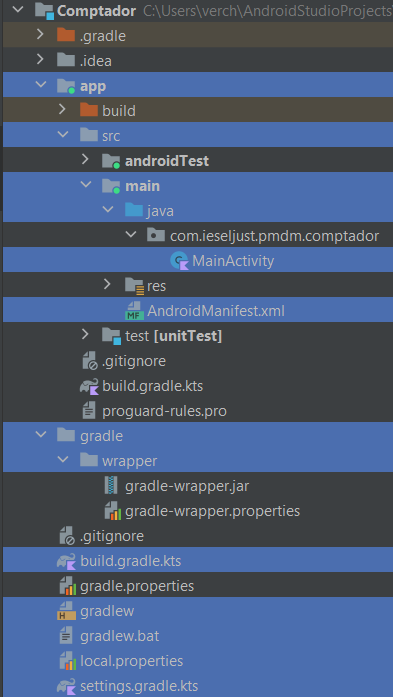 Comptador C:\Users\verch\AndroidStudioProjects\
.gradle
.idea
app
build
src
androidTest
main
java
com.ieseljust.pmdm.comptador
MainActivity
res
MF AndroidManifest.xml
test [unitTest]
.gitignore
build.gradle.kts
proguard-rules.pro
gradle
wrapper
gradle-wrapper.jar
gradle-wrapper.properties
.gitignore
build.gradle.kts
gradle.properties
gradlew
gradlew.bat
local.properties
settings.gradle.kts